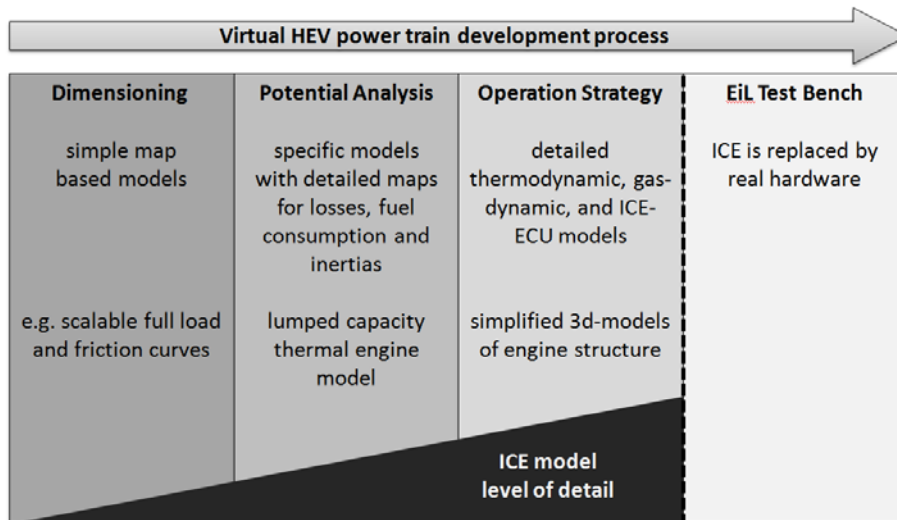 Virtual HEV power train development process
Dimensioning
simple map
based models
e.g. scalable full load
and friction curves
Potential Analysis
specific models
with detailed maps
for losses, fuel
consumption and
inertias
lumped capacity
thermal engine
model
Operation Strategy
detailed
thermodynamic, gas-
dynamic, and ICE-
ECU models
simplified 3d-models
of engine structure
EiL Test Bench
ICE is replaced by
real hardware
ICE model
level of detail